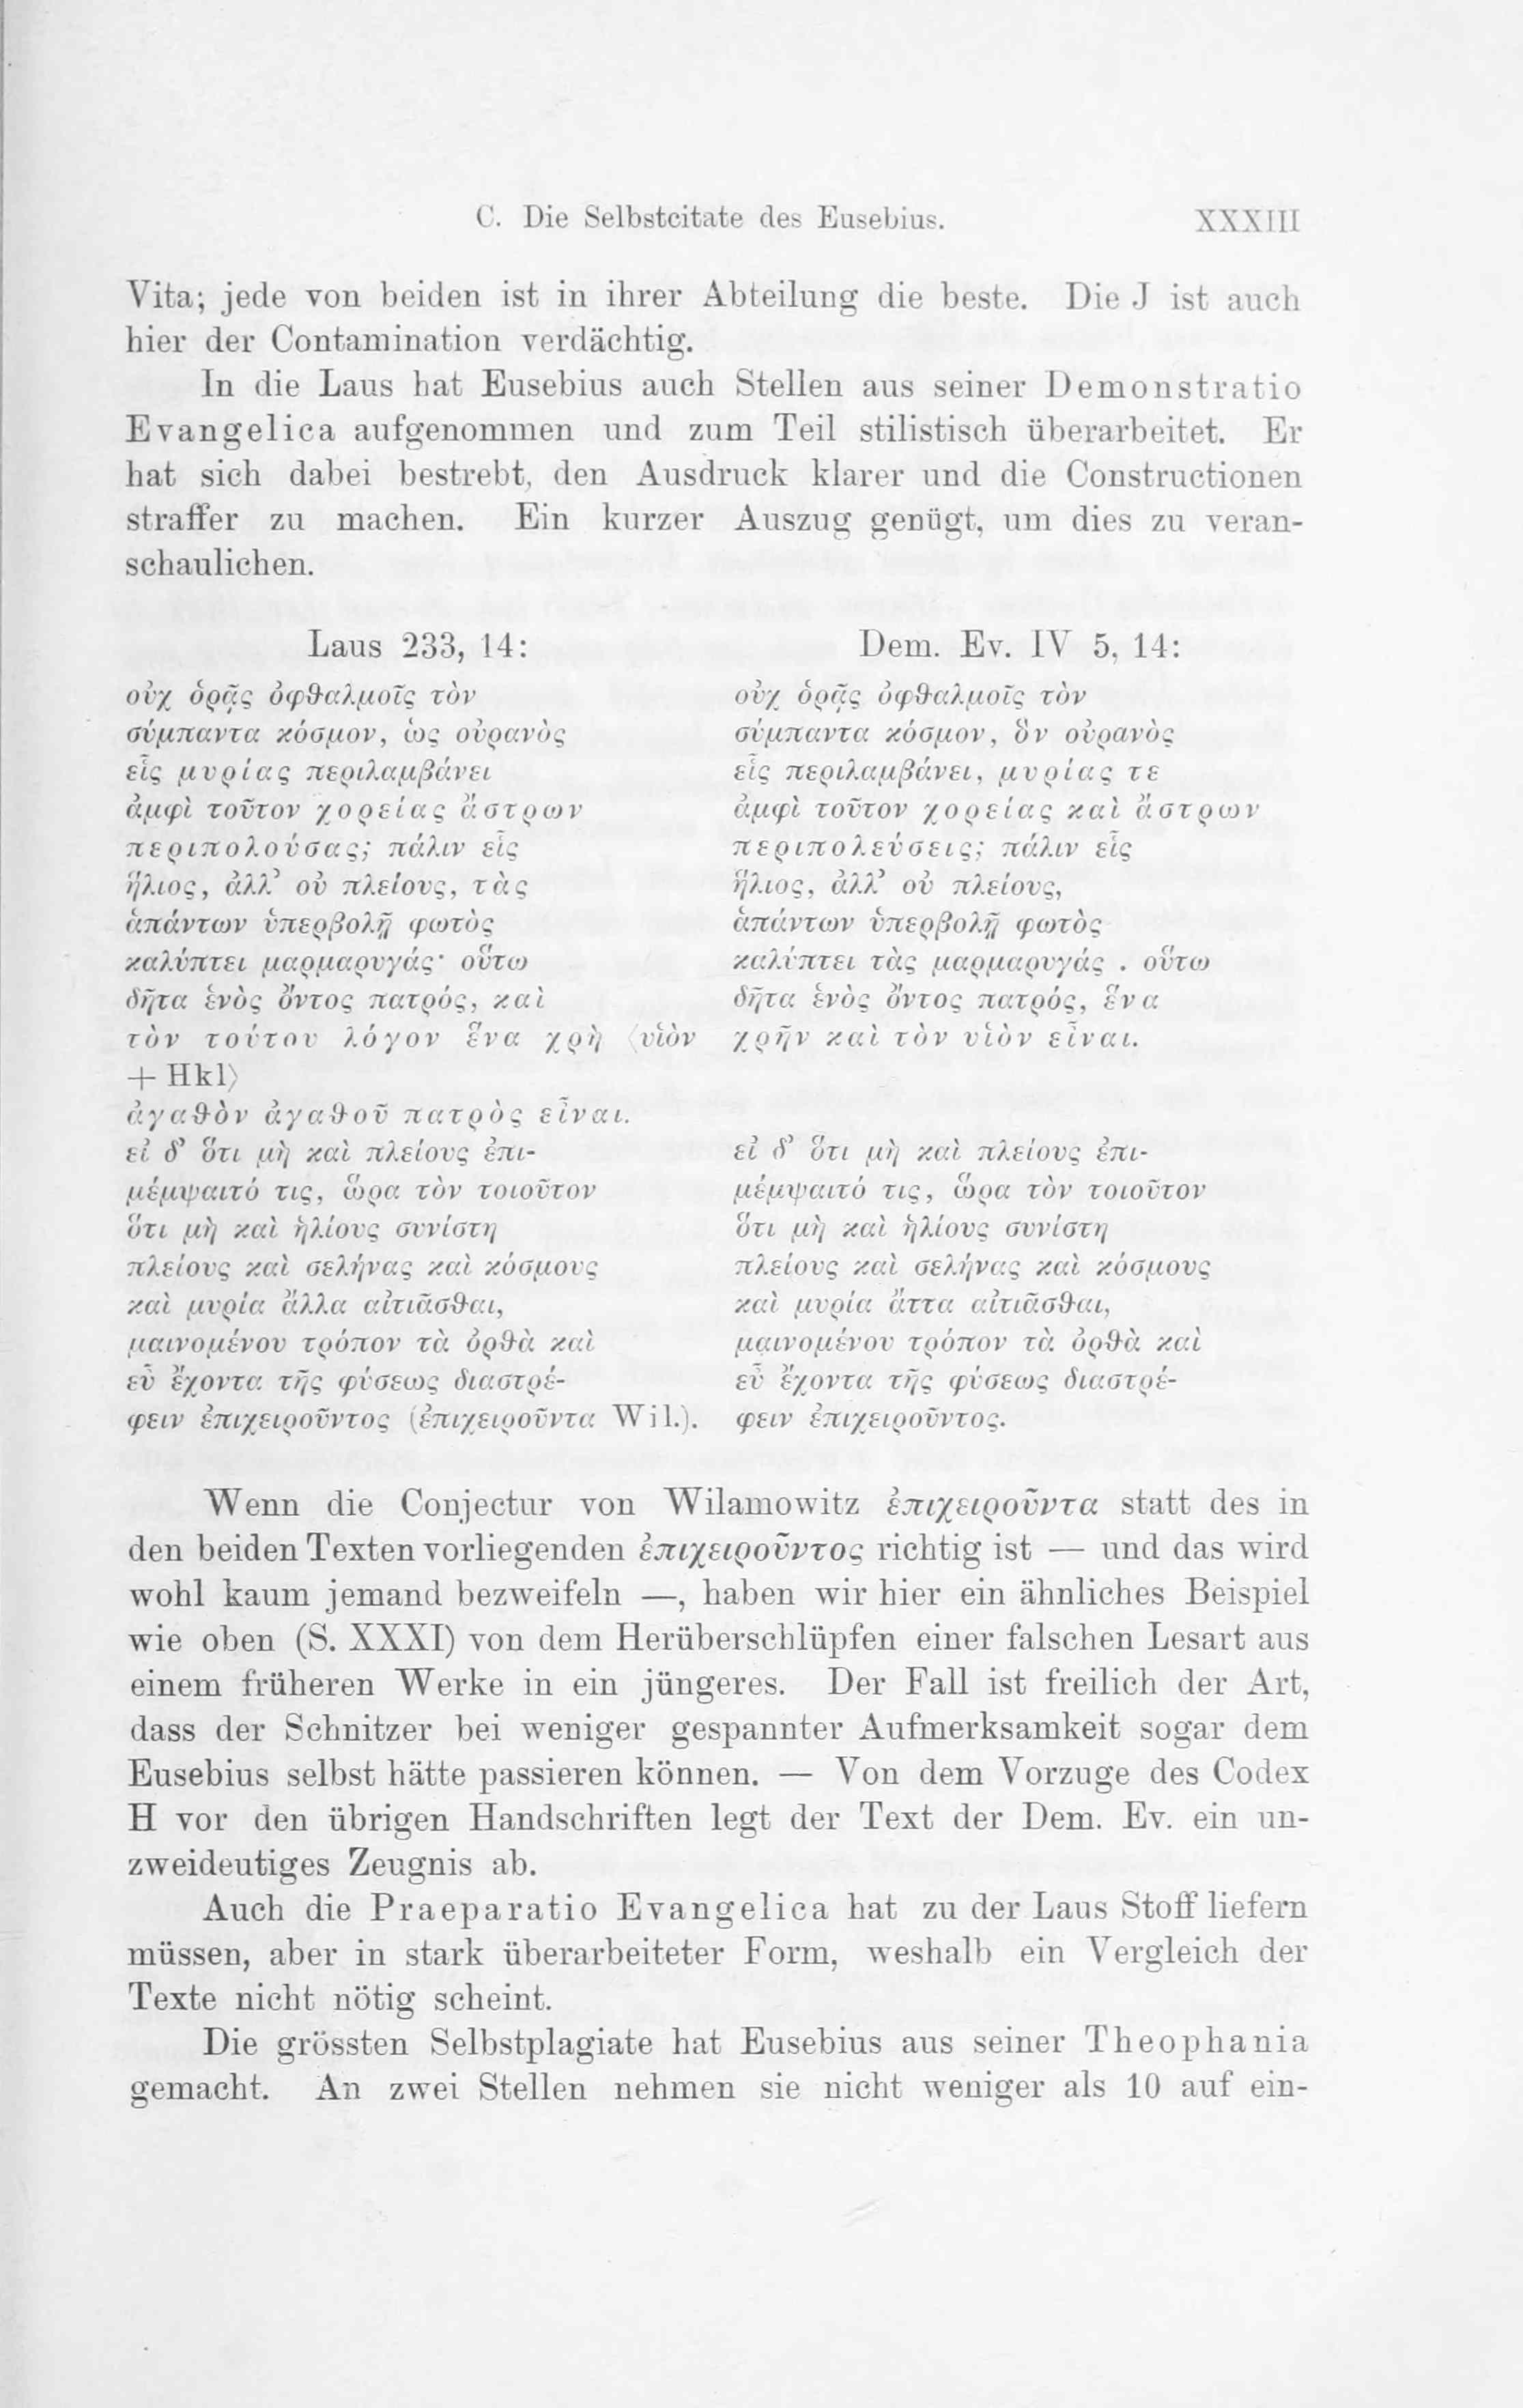 C. Die Selbstcitate des Eusebius. XXXIII
Vita; jede von beiden ist in ihrer Abteilung die beste. Die J ist auch
hier der Contamination verdächtig.
In die Laus hat Eusebius auch Stellen aus seiner Demonstratio
Evangelica aufgenommen und zum Teil stilistisch überarbeitet. Er
hat sich dabei bestrebt, den Ausdruck klarer und die Constructionen
straffer zu machen. Ein kurzer Auszug genügt, um dies zu veran-
schaulichen.
Laus 233, 14:
οὐχ ὁρᾷς ὀφθαλμοῖς τὸν
σύμπαντα κόσμον, ὡς οὐρανὸς
εἷς μυρίας περιλαμβάνει
ἀμφὶ τοῦτον χορείας ἄστρων
περιπολούσας; πάλιν εἷς
ἥλιος, ἀλλ’ οὐ πλείους, τὰς
ἁπάντων ὑπερβολῇ φωτὸς
καλύπτει μαρμαρυγάς· οὕτω
δῆτα ἑνὸς ὄντος πατρός, καὶ
τὸν τούτου λόγον ἕνα χρὴ ⟨υἱὸν
+ Hkl⟩
ἀγαθὸν ἀγαθοῦ πατρὸς εἶναι.
εἰ δ’ ὅτι μὴ καὶ πλείους ἐπι-
μέμψαιτό τις, ὥρα τὸν τοιοῦτον
ὅτι μὴ καὶ ἡλίους συνίστη
πλείους καὶ σελήνας καὶ κόσμους
καὶ μυρία ἄλλα αἰτιᾶσθαι,
μαινομένου τρόπον τὰ ὀρθὰ καὶ
εὖ ἔχοντα τῆς φύσεως διαστρέ-
φειν ἐπιχειροῦντος (ἐπιχειροῦντα Wil.).
Dem. Ev. IV 5, 14:
οὐχ ὁρᾷς ὀφθαλμοῖς τὸν
σύμπαντα κόσμον, ὃν οὐρανὸς
εἷς περιλαμβάνει, μυρίας τε
ἀμφὶ τοῦτον χορείας καὶ ἄστρων
περιπολεύσεις; πάλιν εἷς
ἥλιος, ἀλλ’ οὐ πλείους,
ἁπάντων ὑπερβολῇ φωτὸς
καλύπτει τὰς μαρμαρυγάς . οὕτω
δῆτα ἑνὸς ὄντος πατρός, ἕνα
χρῆν καὶ τὸν υἱὸν εἶναι.
εἰ δ’ ὅτι μὴ καὶ πλείους ἐπι-
μέμψαιτό τις, ὥρα τὸν τοιοῦτον
ὅτι μὴ καὶ ἡλίους συνίστη
πλείους καὶ σελήνας καὶ κόσμους
καὶ μυρία ἄττα αἰτιᾶσθαι,
μαινομένου τρόπον τὰ ὀρθὰ καὶ
εὖ ἔχοντα τῆς φύσεως διαστρέ-
φειν ἐπιχειροῦντος.
Wenn die Conjectur von Wilamowitz ἐπιχειροῦντα statt des in
den beiden Texten vorliegenden ἐπιχειροῦντος richtig ist — und das wird
wohl kaum jemand bezweifeln —, haben wir hier ein ähnliches Beispiel
wie oben (S. XXXI) von dem Herüberschlüpfen einer falschen Lesart aus
einem früheren Werke in ein jüngeres. Der Fall ist freilich der Art,
dass der Schnitzer bei weniger gespannter Aufmerksamkeit sogar dem
Eusebius selbst hätte passieren können. — Von dem Vorzuge des Codex
H vor den übrigen Handschriften legt der Text der Dem. Ev. ein un-
zweideutiges Zeugnis ab.
Auch die Praeparatio Evangelica hat zu der Laus Stoff liefern
müssen, aber in stark überarbeiteter Form, weshalb ein Vergleich der
Texte nicht nötig scheint.
Die grössten Selbstplagiate hat Eusebius aus seiner Theophania
gemacht. An zwei Stellen nehmen sie nicht weniger als 10 auf ein-